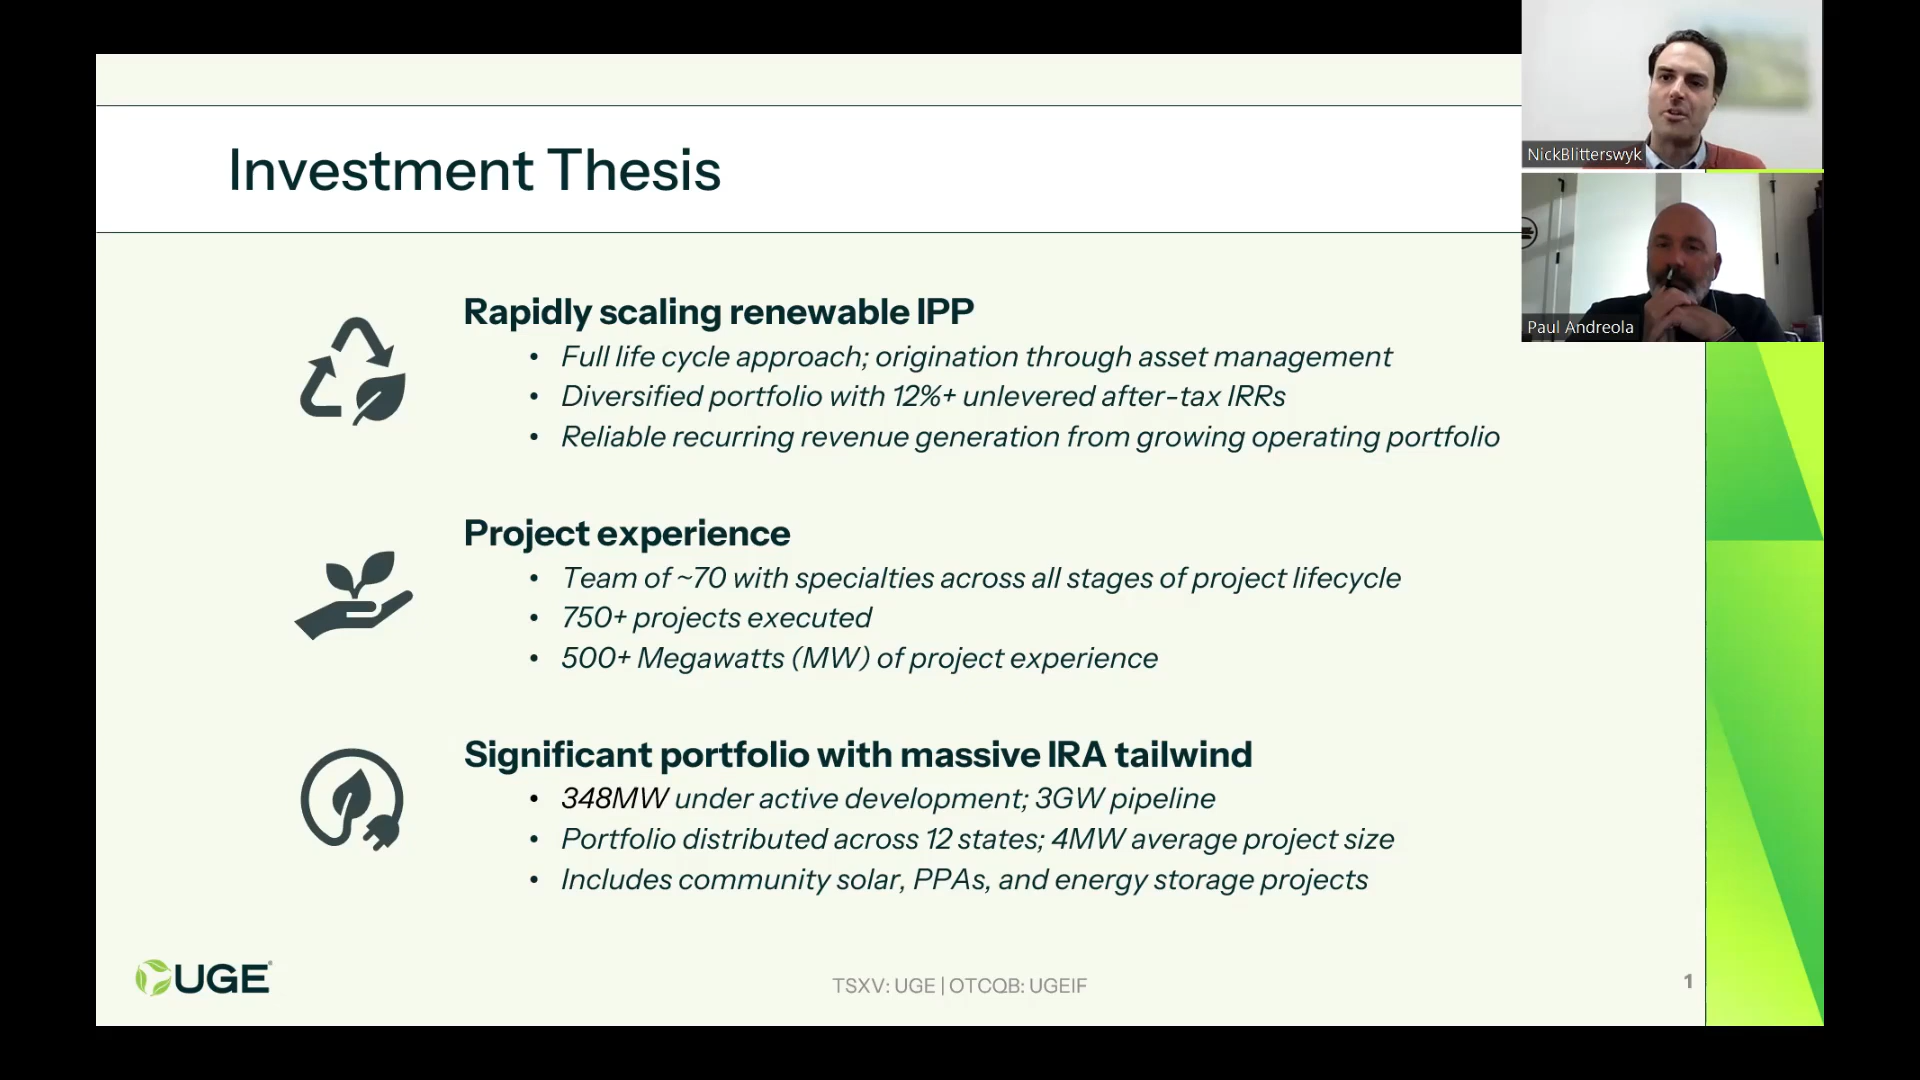 Investment Thesis
NickBlitterswyk
Paul Andreola
Rapidly scaling renewable IPP
• Full life cycle approach; origination through asset management
• Diversified portfolio with 12%+ unlevered after-tax IRRs
• Reliable recurring revenue generation from growing operating portfolio
Project experience
• Team of ~70 with specialties across all stages of project lifecycle
• 750+ projects executed
• 500+ Megawatts (MW) of project experience
Significant portfolio with massive IRA tailwind
• 348MW under active development; 3GW pipeline
• Portfolio distributed across 12 states; 4MW average project size
• Includes community solar, PPAs, and energy storage projects
UGE
TSXV: UGE | OTCQB: UGEIF
1